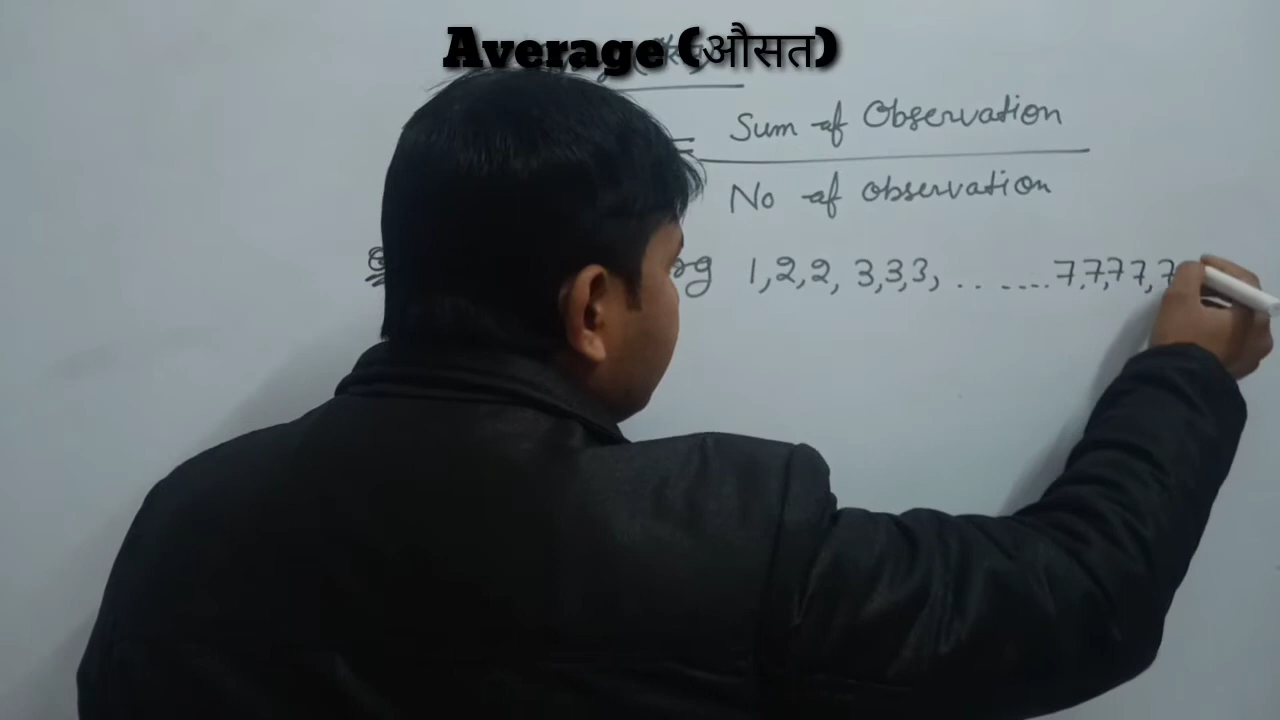 Average (औसत)
= Sum of Observation
No of observation
1,2,2, 3,3,3, . . ...... 7,7,7 7,7